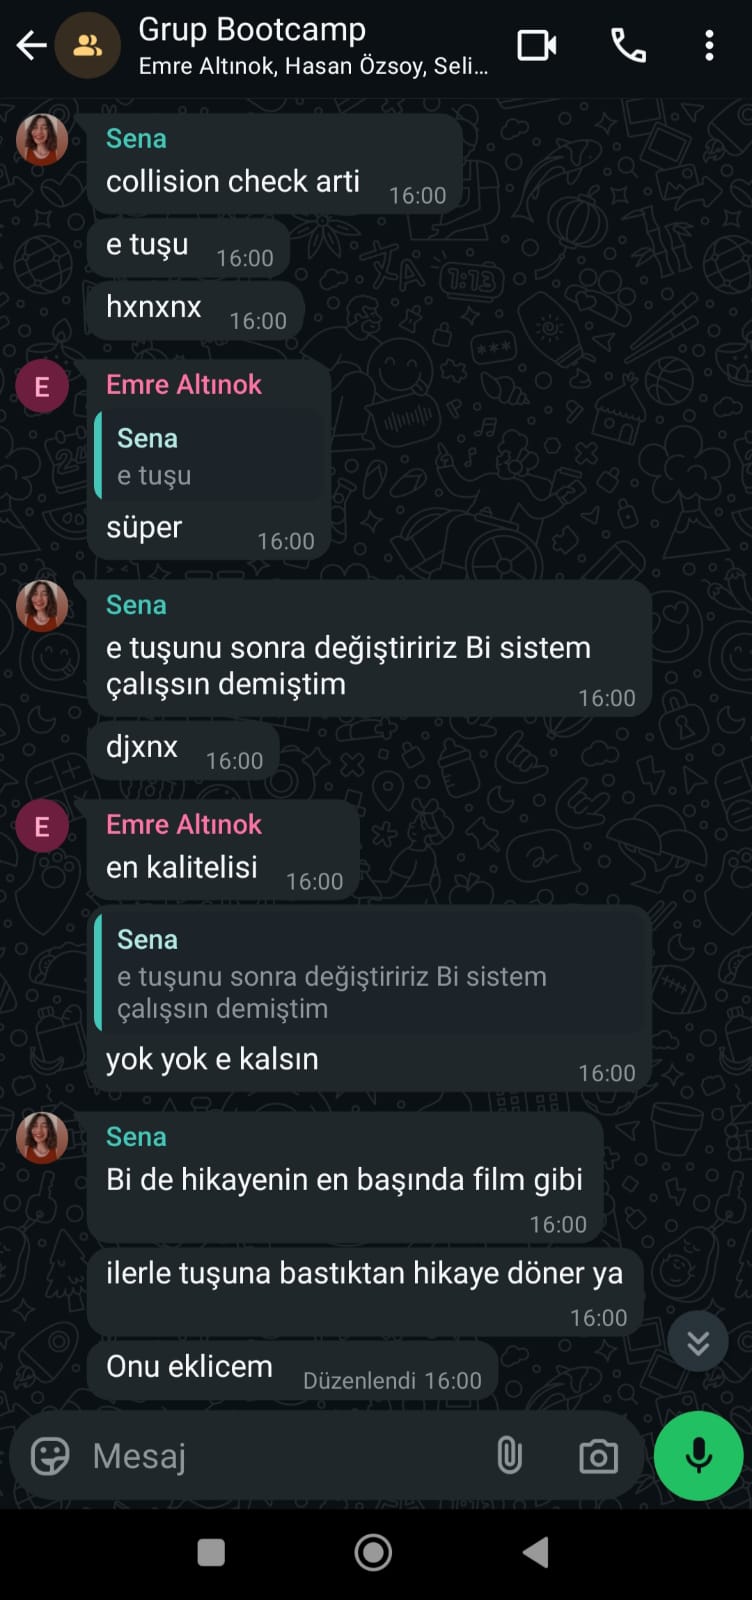 Grup Bootcamp
Emre Altınok, Hasan Özsoy, Seli...
Sena
collision check arti 16:00
e tuşu 16:00
hxnxnx 16:00
E Emre Altınok
Sena
e tuşu
süper 16:00
Sena
e tuşunu sonra değiştiririz Bi sistem
çalışsın demiştim 16:00
djxnx 16:00
E Emre Altınok
en kalitelisi 16:00
Sena
e tuşunu sonra değiştiririz Bi sistem
çalışsın demiştim
yok yok e kalsın 16:00
Sena
Bi de hikayenin en başında film gibi
16:00
ilerle tuşuna bastıktan hikaye döner ya
16:00
Onu eklicem Düzenlendi 16:00
Mesaj